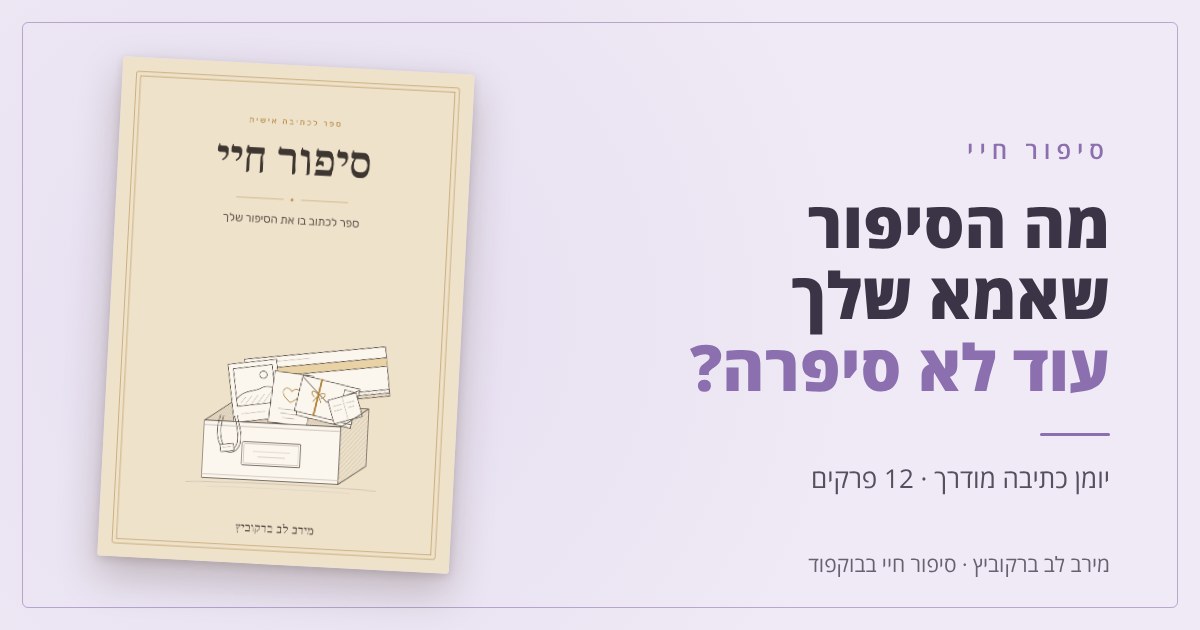 סיפור חיי
מה הסיפור
שאמא שלך
עוד לא סיפרה?
יומן כתיבה מודרך · 12 פרקים
מירב לב ברקוביץ · סיפור חיי בבוקפוד
ספר לכתיבה אישית
סיפור חיי
ספר לכתוב בו את הסיפור שלך
מירב לב ברקוביץ